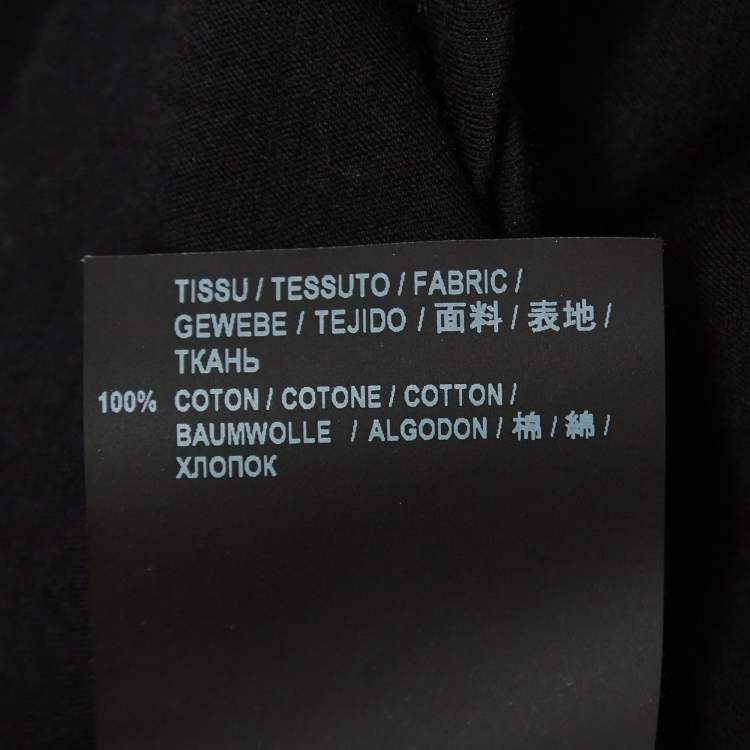 TISSU / TESSUTO / FABRIC /
GEWEBE / TEJIDO / 面料 / 表地 /
ТКАНЬ
100% COTON / COTONE / COTTON /
BAUMWOLLE / ALGODON / 棉 / 綿 /
ХЛОПОК